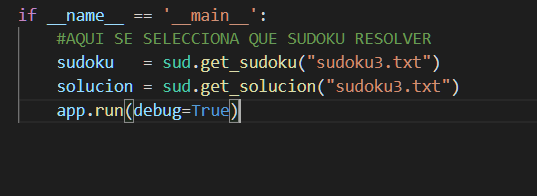 if __name__ == '__main__':
    #AQUI SE SELECCIONA QUE SUDOKU RESOLVER
    sudoku   = sud.get_sudoku("sudoku3.txt")
    solucion = sud.get_solucion("sudoku3.txt")
    app.run(debug=True)